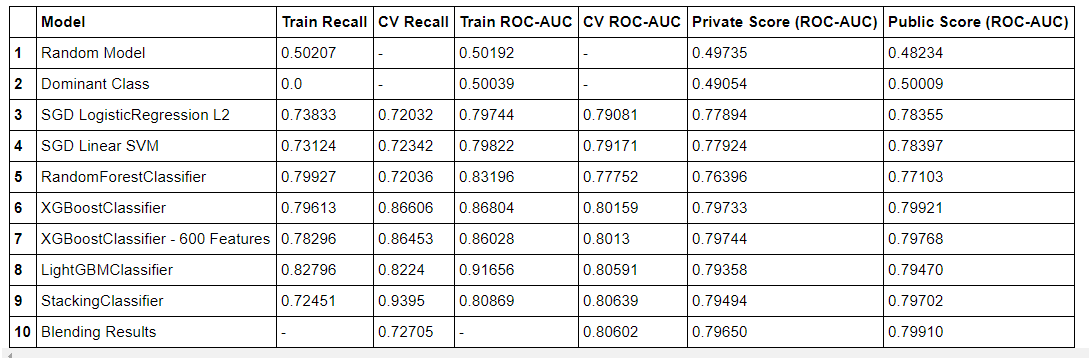 Model Train Recall CV Recall Train ROC-AUC CV ROC-AUC Private Score (ROC-AUC) Public Score (ROC-AUC)
1 Random Model 0.50207 - 0.50192 - 0.49735 0.48234
2 Dominant Class 0.0 - 0.50039 - 0.49054 0.50009
3 SGD LogisticRegression L2 0.73833 0.72032 0.79744 0.79081 0.77894 0.78355
4 SGD Linear SVM 0.73124 0.72342 0.79822 0.79171 0.77924 0.78397
5 RandomForestClassifier 0.79927 0.72036 0.83196 0.77752 0.76396 0.77103
6 XGBoostClassifier 0.79613 0.86606 0.86804 0.80159 0.79733 0.79921
7 XGBoostClassifier - 600 Features 0.78296 0.86453 0.86028 0.8013 0.79744 0.79768
8 LightGBMClassifier 0.82796 0.8224 0.91656 0.80591 0.79358 0.79470
9 StackingClassifier 0.72451 0.9395 0.80869 0.80639 0.79494 0.79702
10 Blending Results - 0.72705 - 0.80602 0.79650 0.79910